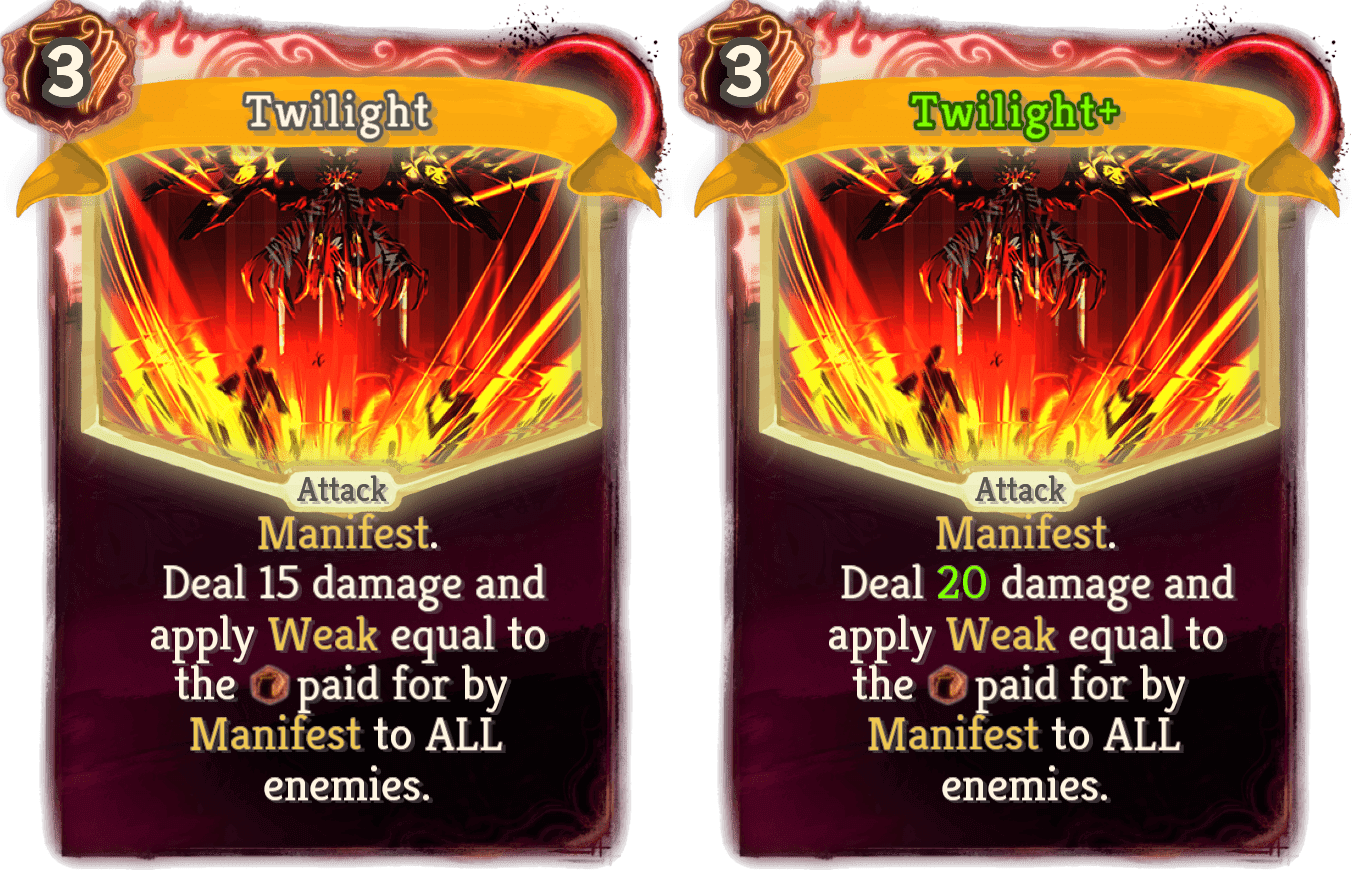 3
Twilight
Attack
Manifest.
Deal 15 damage and
apply Weak equal to
the paid for by
Manifest to ALL
enemies.
3
Twilight+
Attack
Manifest.
Deal 20 damage and
apply Weak equal to
the paid for by
Manifest to ALL
enemies.